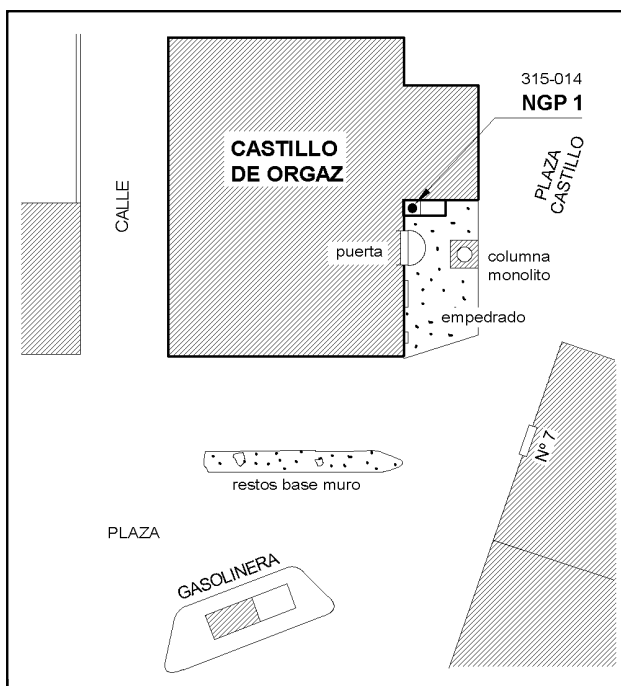 315-014
NGP 1
CASTILLO
DE ORGAZ
PLAZA
CASTILLO
CALLE
puerta
columna
monolito
empedrado
Nº 7
restos base muro
PLAZA
GASOLINERA